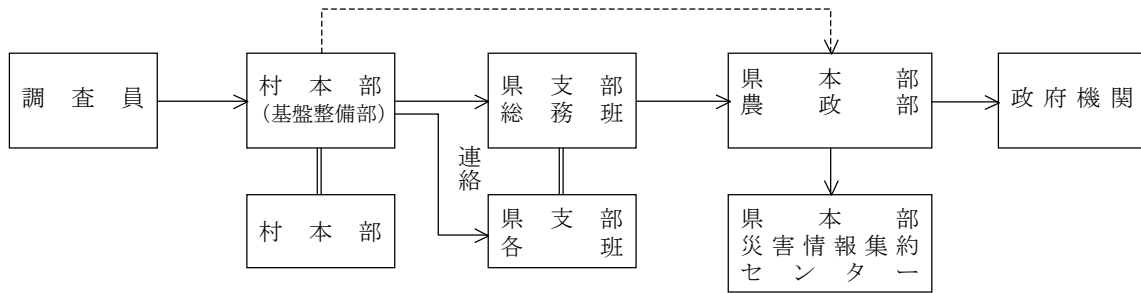 調査員
村本部
（基盤整備部）
県支部
総務班
県本部
農政部
政府機関
連絡
村本部
県支部
各班
県本部
災害情報集約
センター